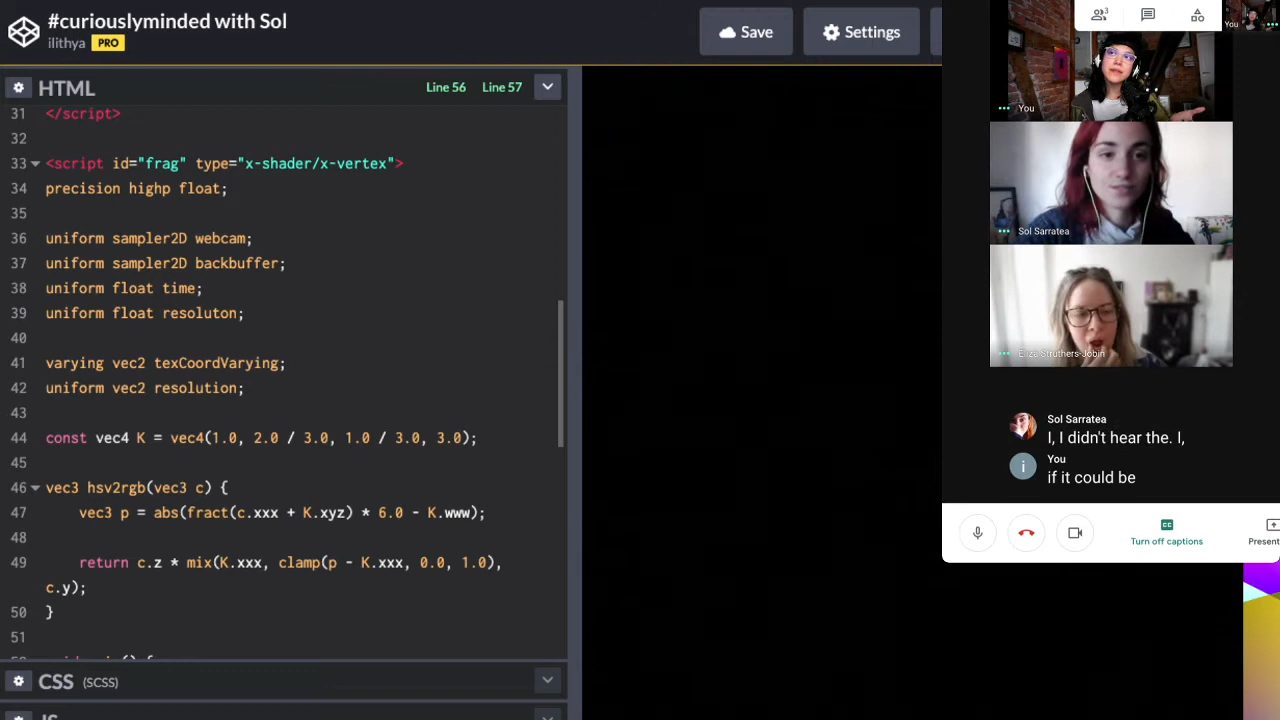 #curiouslyminded with Sol
ilithya PRO
Save
Settings
HTML
Line 56
Line 57
31 </script>
32
33 <script id="frag" type="x-shader/x-vertex">
34 precision highp float;
35
36 uniform sampler2D webcam;
37 uniform sampler2D backbuffer;
38 uniform float time;
39 uniform float resoluton;
40
41 varying vec2 texCoordVarying;
42 uniform vec2 resolution;
43
44 const vec4 K = vec4(1.0, 2.0 / 3.0, 1.0 / 3.0, 3.0);
45
46 vec3 hsv2rgb(vec3 c) {
47 vec3 p = abs(fract(c.xxx + K.xyz) * 6.0 - K.www);
48
49 return c.z * mix(K.xxx, clamp(p - K.xxx, 0.0, 1.0),
c.y);
50 }
51
CSS (SCSS)
3
You
You
Sol Sarratea
Eliza Struthers-Jobin
Sol Sarratea
I, I didn't hear the. I,
You
i
if it could be
Turn off captions
Present